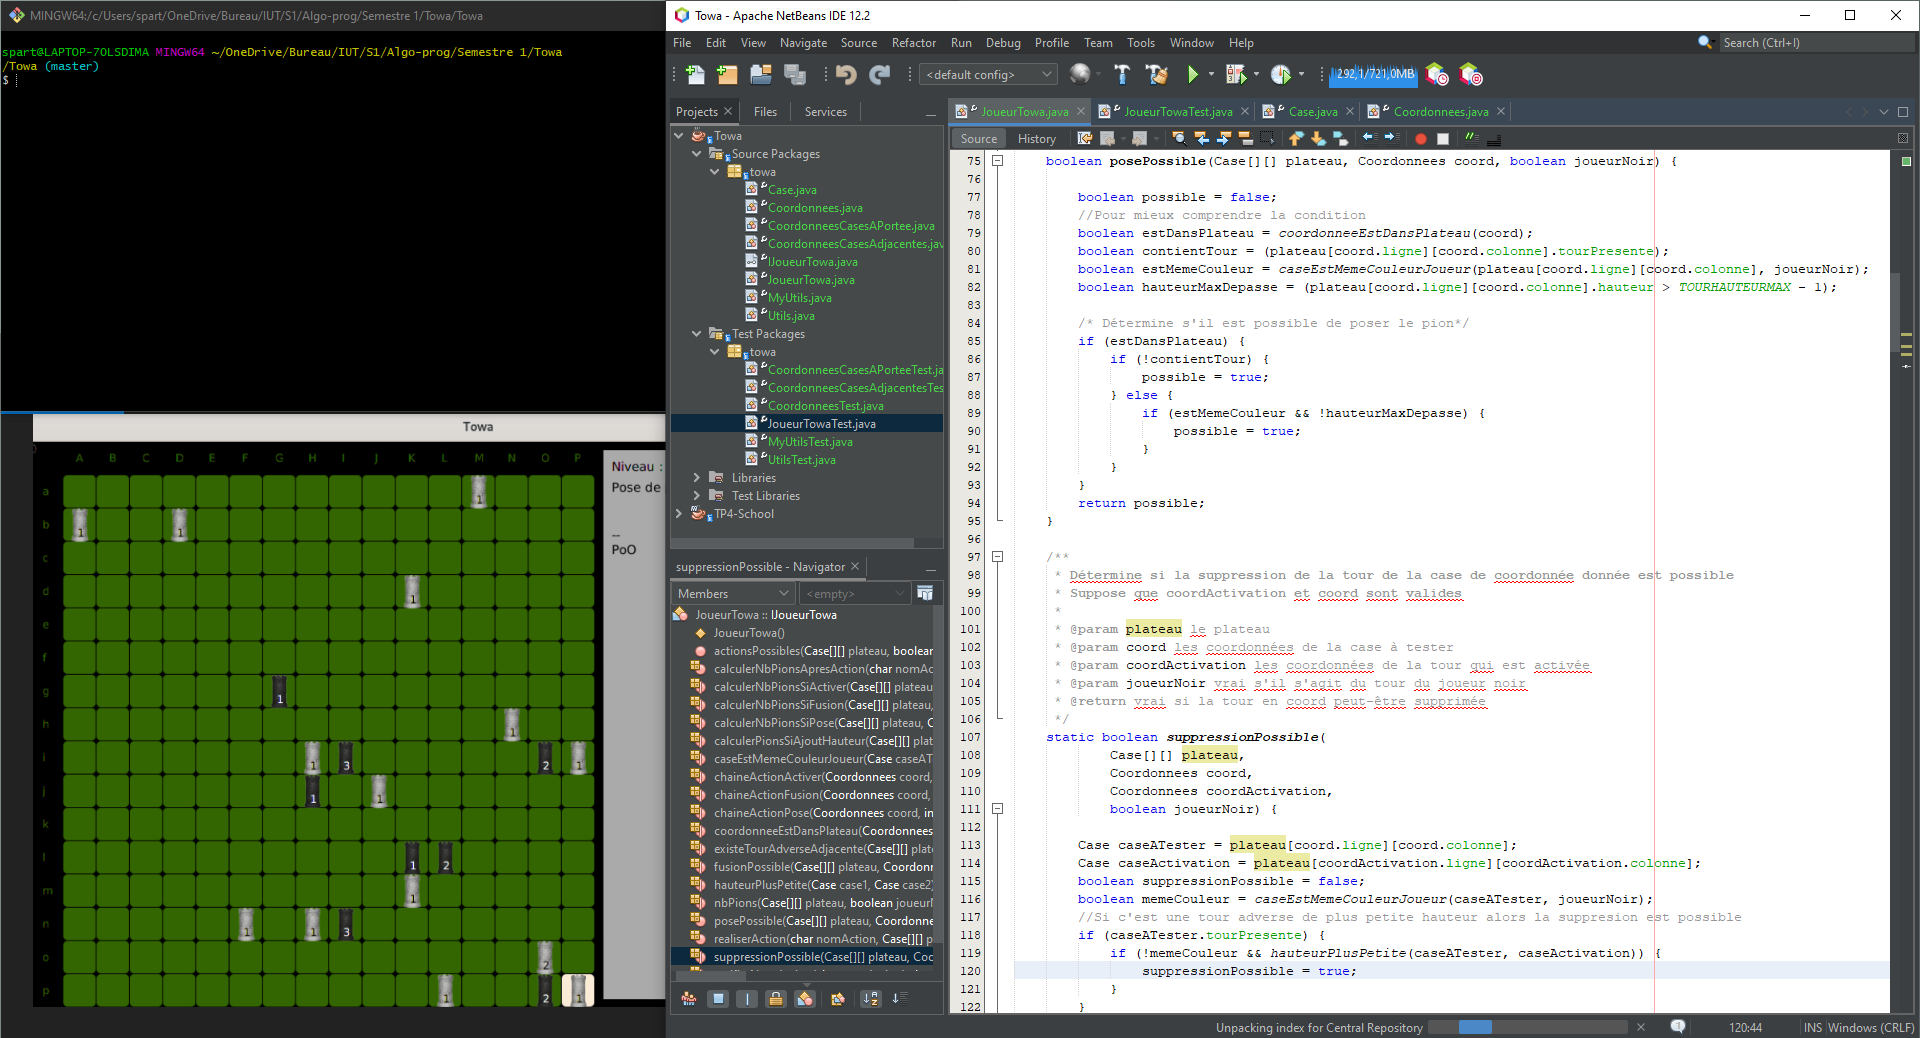 MINGW64:/c/Users/spart/OneDrive/Bureau/IUT/S1/Algo-prog/Semestre 1/Towa/Towa
spart@LAPTOP-7OLSDIMA MINGW64 ~/OneDrive/Bureau/IUT/S1/Algo-prog/Semestre 1/Towa
/Towa (master)
$
Towa
A B C D E F G H I J K L M N O P
a 1
b 1 1
c
d 1
e
f
g 1
h 1
i 1 3 2 1
j 1 1
k
l 1 2
m 1
n 1 1 3
o 2
p 1 2 1
Niveau :
Pose de
--
PoO
Towa - Apache NetBeans IDE 12.2
File Edit View Navigate Source Refactor Run Debug Profile Team Tools Window Help
Search (Ctrl+I)
<default config>
292,1/721,0MB
Projects Files Services
Towa
Source Packages
towa
Case.java
Coordonnees.java
CoordonneesCasesAPortee.java
CoordonneesCasesAdjacentes.jav
IJoueurTowa.java
JoueurTowa.java
MyUtils.java
Utils.java
Test Packages
towa
CoordonneesCasesAPorteeTest.ja
CoordonneesCasesAdjacentesTes
CoordonneesTest.java
JoueurTowaTest.java
MyUtilsTest.java
UtilsTest.java
Libraries
Test Libraries
TP4-School
suppressionPossible - Navigator
Members <empty>
JoueurTowa :: IJoueurTowa
JoueurTowa()
actionsPossibles(Case[][] plateau, boolean
calculerNbPionsApresAction(char nomAc
calculerNbPionsSiActiver(Case[][] plateau
calculerNbPionsSiFusion(Case[][] plateau,
calculerNbPionsSiPose(Case[][] plateau, C
calculerPionsSiAjoutHauteur(Case[][] plat
caseEstMemeCouleurJoueur(Case caseAT
chaineActionActiver(Coordonnees coord,
chaineActionFusion(Coordonnees coord,
chaineActionPose(Coordonnees coord, in
coordonneeEstDansPlateau(Coordonnees
existeTourAdverseAdjacente(Case[][] plat
fusionPossible(Case[][] plateau, Coordonn
hauteurPlusPetite(Case case1, Case case2)
nbPions(Case[][] plateau, boolean joueurN
posePossible(Case[][] plateau, Coordonne
realiserAction(char nomAction, Case[][] p
suppressionPossible(Case[][] plateau, Coo
JoueurTowa.java JoueurTowaTest.java Case.java Coordonnees.java
Source History
75 boolean posePossible(Case[][] plateau, Coordonnees coord, boolean joueurNoir) {
76
77 boolean possible = false;
78 //Pour mieux comprendre la condition
79 boolean estDansPlateau = coordonneeEstDansPlateau(coord);
80 boolean contientTour = (plateau[coord.ligne][coord.colonne].tourPresente);
81 boolean estMemeCouleur = caseEstMemeCouleurJoueur(plateau[coord.ligne][coord.colonne], joueurNoir);
82 boolean hauteurMaxDepasse = (plateau[coord.ligne][coord.colonne].hauteur > TOURHAUTEURMAX - 1);
83
84 /* Détermine s'il est possible de poser le pion*/
85 if (estDansPlateau) {
86 if (!contientTour) {
87 possible = true;
88 } else {
89 if (estMemeCouleur && !hauteurMaxDepasse) {
90 possible = true;
91 }
92 }
93 }
94 return possible;
95 }
96
97 /**
98 * Détermine si la suppression de la tour de la case de coordonnée donnée est possible
99 * Suppose que coordActivation et coord sont valides
100 *
101 * @param plateau le plateau
102 * @param coord les coordonnées de la case à tester
103 * @param coordActivation les coordonnées de la tour qui est activée
104 * @param joueurNoir vrai s'il s'agit du tour du joueur noir
105 * @return vrai si la tour en coord peut-être supprimée
106 */
107 static boolean suppressionPossible(
108 Case[][] plateau,
109 Coordonnees coord,
110 Coordonnees coordActivation,
111 boolean joueurNoir) {
112
113 Case caseATester = plateau[coord.ligne][coord.colonne];
114 Case caseActivation = plateau[coordActivation.ligne][coordActivation.colonne];
115 boolean suppressionPossible = false;
116 boolean memeCouleur = caseEstMemeCouleurJoueur(caseATester, joueurNoir);
117 //Si c'est une tour adverse de plus petite hauteur alors la suppresion est possible
118 if (caseATester.tourPresente) {
119 if (!memeCouleur && hauteurPlusPetite(caseATester, caseActivation)) {
120 suppressionPossible = true;
121 }
122 }
Unpacking index for Central Repository 120:44 INS Windows (CRLF)